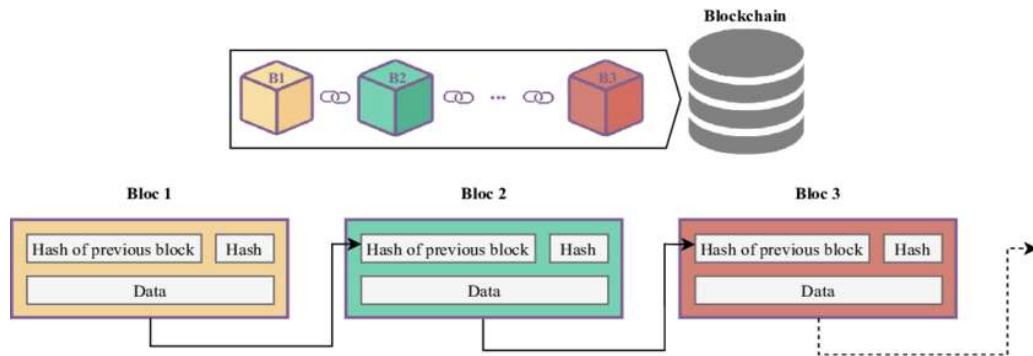 Blockchain
B1
B2
...
B3
Bloc 1
Bloc 2
Bloc 3
Hash of previous block
Hash
Hash of previous block
Hash
Hash of previous block
Hash
Data
Data
Data